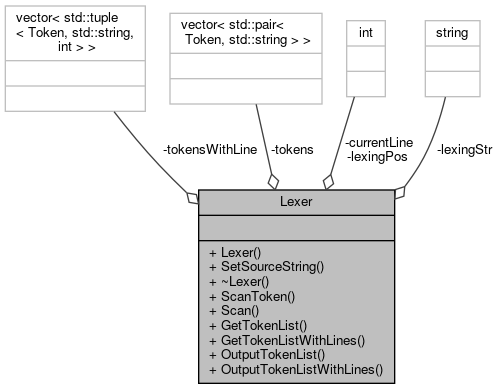 vector< std::tuple
< Token, std::string,
int > >
vector< std::pair<
Token, std::string > >
int
string
-tokensWithLine
-tokens
-currentLine
-lexingPos
-lexingStr
Lexer
+ Lexer()
+ SetSourceString()
+ ~Lexer()
+ ScanToken()
+ Scan()
+ GetTokenList()
+ GetTokenListWithLines()
+ OutputTokenList()
+ OutputTokenListWithLines()